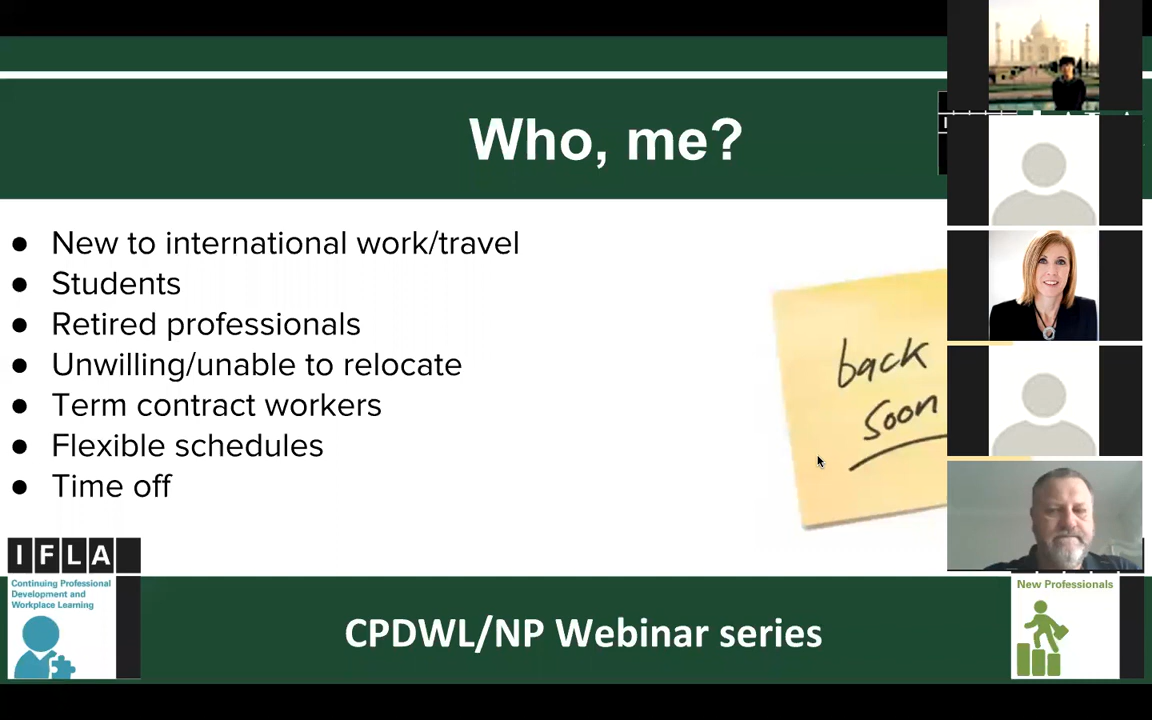 Who, me?
● New to international work/travel
● Students
● Retired professionals
● Unwilling/unable to relocate
● Term contract workers
● Flexible schedules
● Time off
back
soon
IFLA
Continuing Professional
Development and
Workplace Learning
CPDWL/NP Webinar series
New Professionals